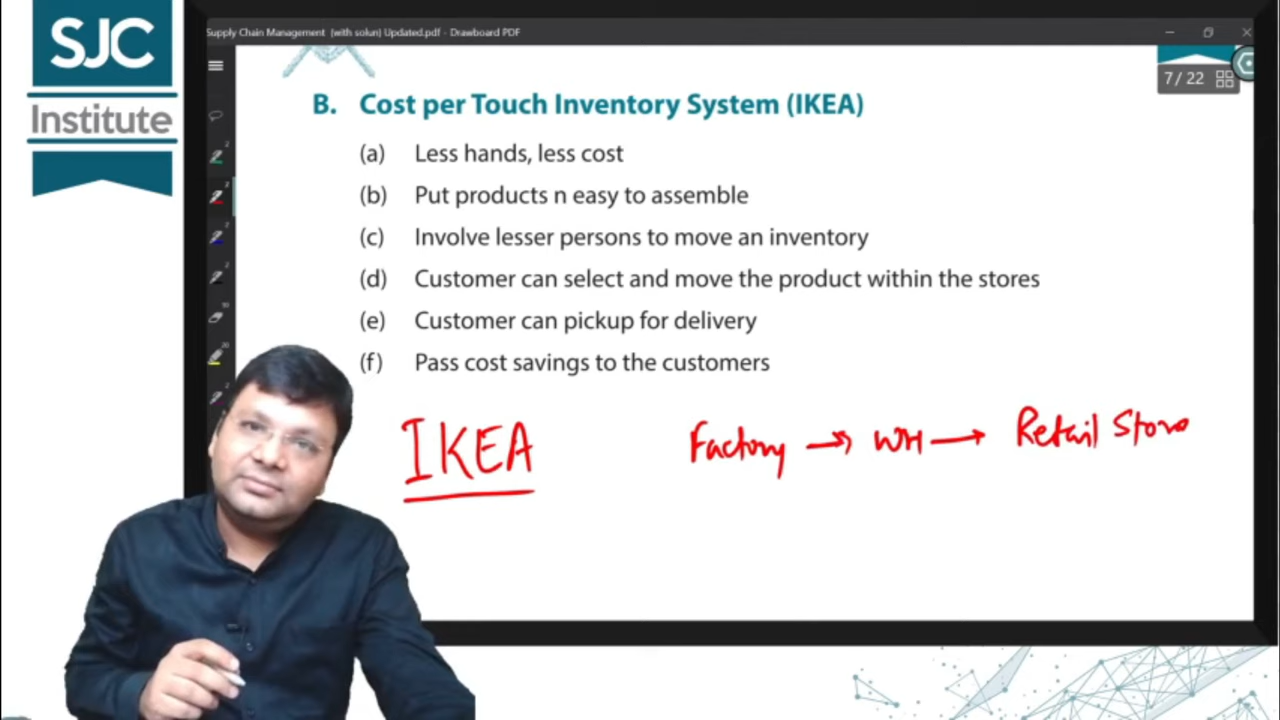 SJC
Institute
Supply Chain Management (with solun) Updated.pdf - Drawboard PDF
7 / 22
B. Cost per Touch Inventory System (IKEA)
(a) Less hands, less cost
(b) Put products n easy to assemble
(c) Involve lesser persons to move an inventory
(d) Customer can select and move the product within the stores
(e) Customer can pickup for delivery
(f) Pass cost savings to the customers
IKEA
Factory → WH → Retail Store